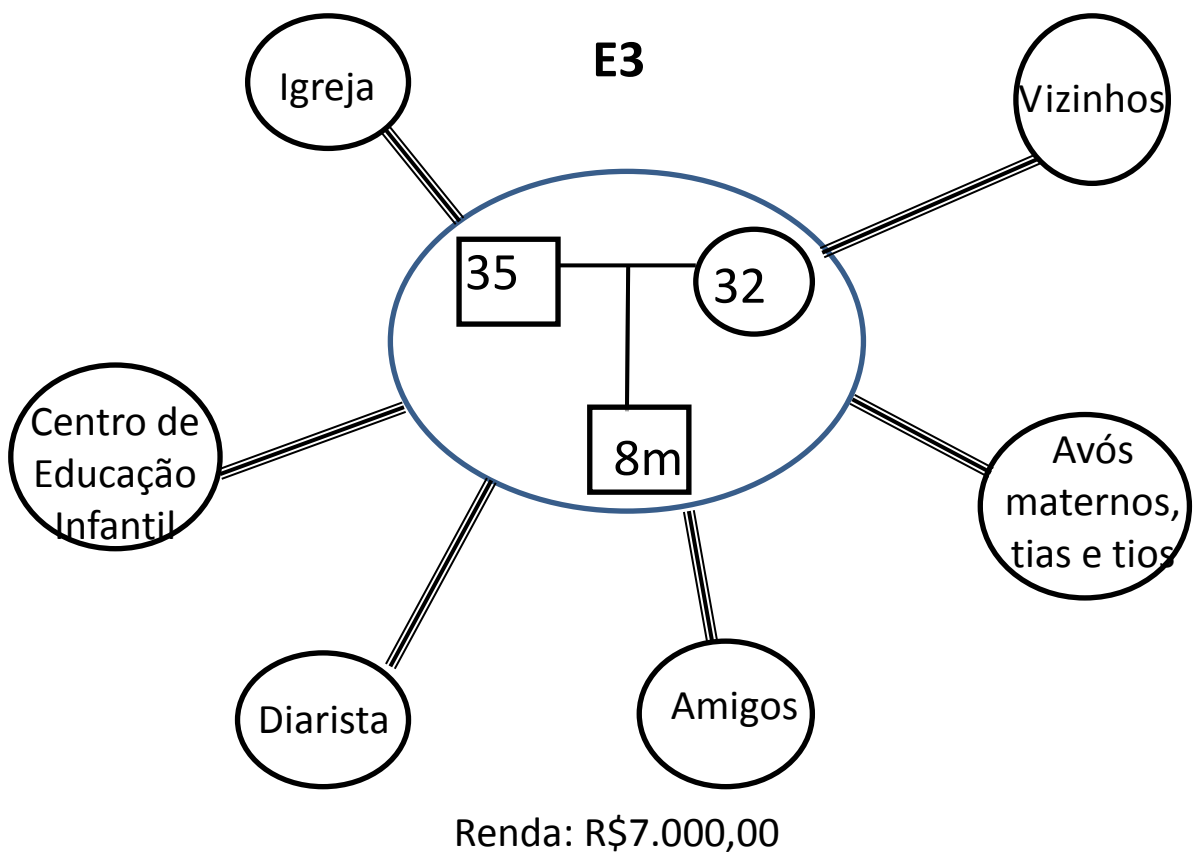 E3
Igreja
Vizinhos
35
32
8m
Centro de
Educação
Infantil
Avós
maternos,
tias e tios
Diarista
Amigos
Renda: R$7.000,00